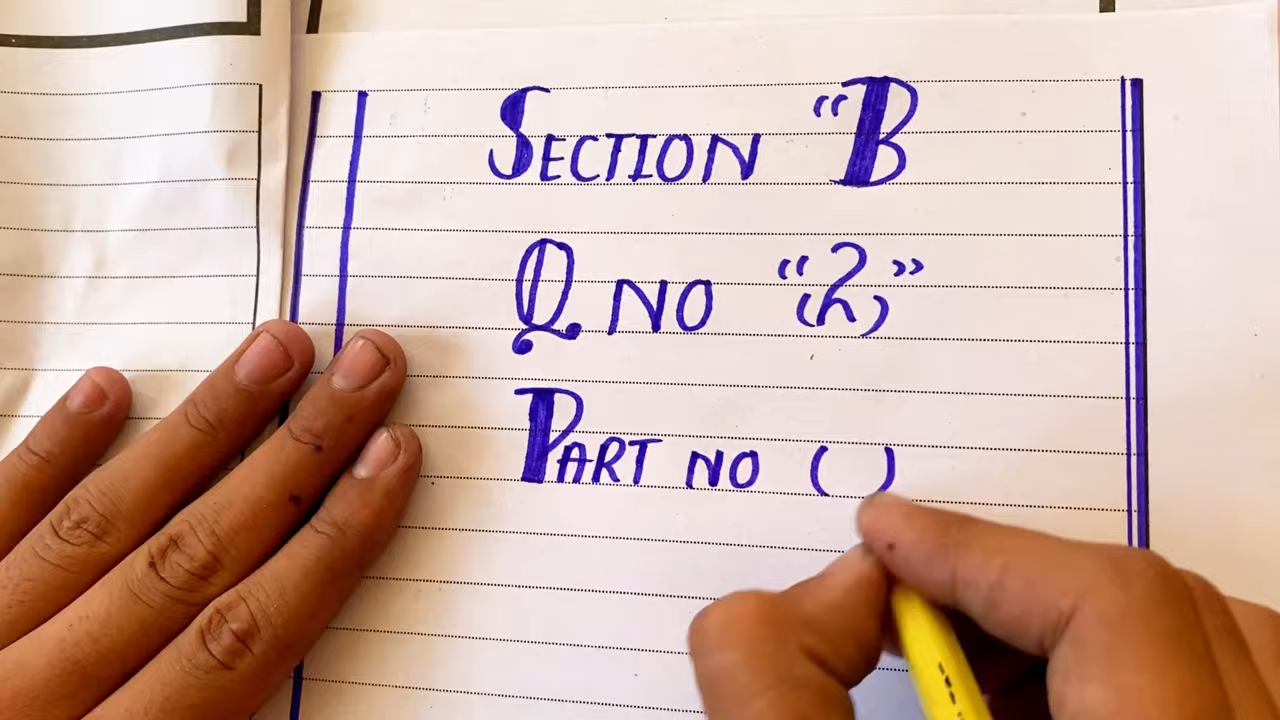 SECTION “B
Q NO “2”
PART NO ( )